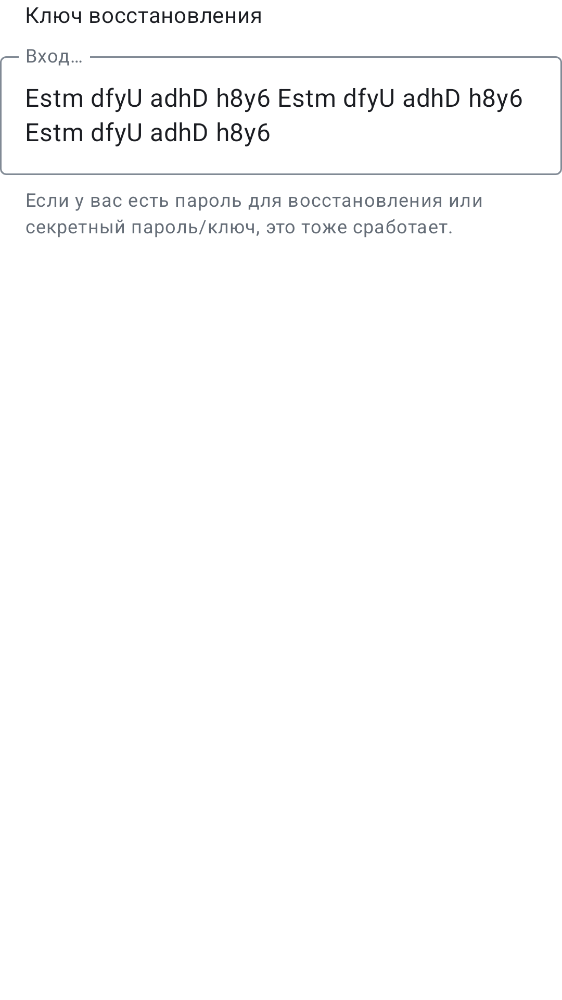 Ключ восстановления
Вход…
Estm dfyU adhD h8y6 Estm dfyU adhD h8y6
Estm dfyU adhD h8y6
Если у вас есть пароль для восстановления или
секретный пароль/ключ, это тоже сработает.